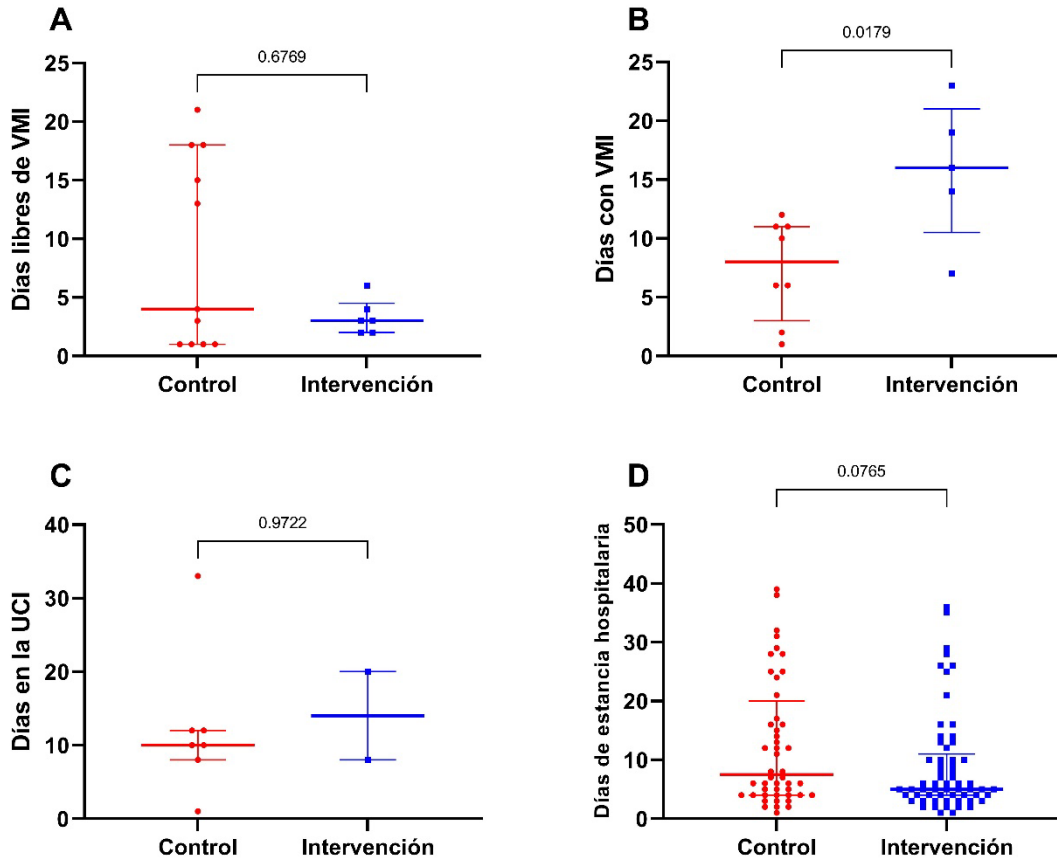 A
0.6769
25
20
15
10
5
0
Días libres de VMI
Control
Intervención
B
0.0179
25
20
15
10
5
0
Días con VMI
Control
Intervención
C
0.9722
40
30
20
10
0
Días en la UCI
Control
Intervención
D
0.0765
50
40
30
20
10
0
Días de estancia hospitalaria
Control
Intervención